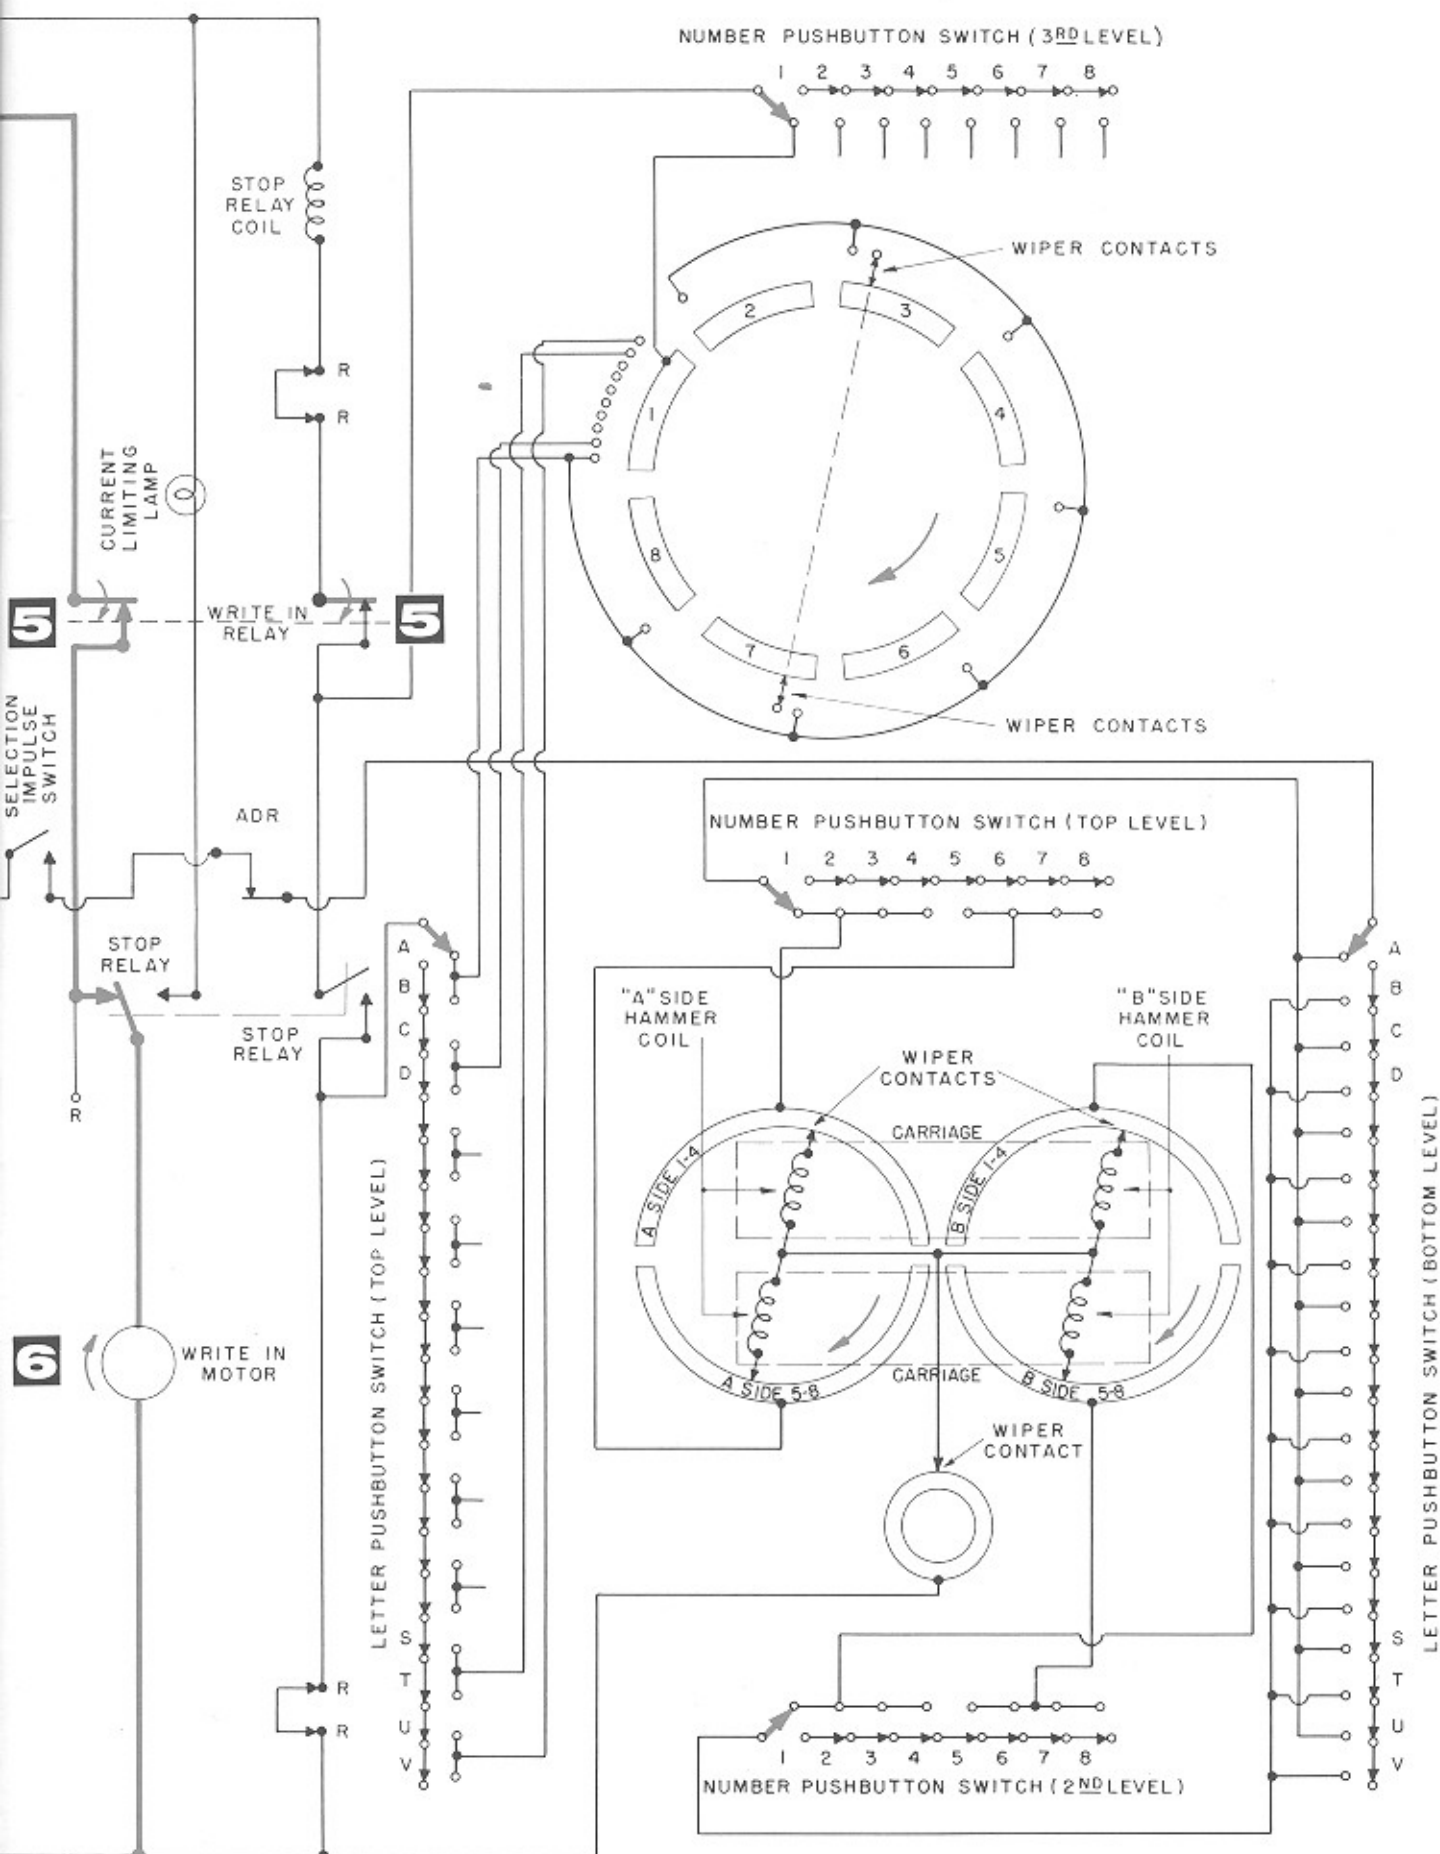 NUMBER PUSHBUTTON SWITCH (3RD LEVEL)
1 2 3 4 5 6 7 8
STOP
RELAY
COIL
WIPER CONTACTS
2
3
1
4
8
5
7
6
R
R
CURRENT
LIMITING
LAMP
5
WRITE IN
RELAY
5
WIPER CONTACTS
SELECTION
IMPULSE
SWITCH
ADR
NUMBER PUSHBUTTON SWITCH (TOP LEVEL)
1 2 3 4 5 6 7 8
STOP
RELAY
STOP
RELAY
R
A
B
C
D
S
T
U
V
LETTER PUSHBUTTON SWITCH (TOP LEVEL)
"A" SIDE
HAMMER
COIL
"B" SIDE
HAMMER
COIL
WIPER
CONTACTS
CARRIAGE
A SIDE 1-4
B SIDE 1-4
CARRIAGE
A SIDE 5-8
B SIDE 5-8
6
WRITE IN
MOTOR
WIPER
CONTACT
R
R
1 2 3 4 5 6 7 8
NUMBER PUSHBUTTON SWITCH (2ND LEVEL)
A
B
C
D
S
T
U
V
LETTER PUSHBUTTON SWITCH (BOTTOM LEVEL)